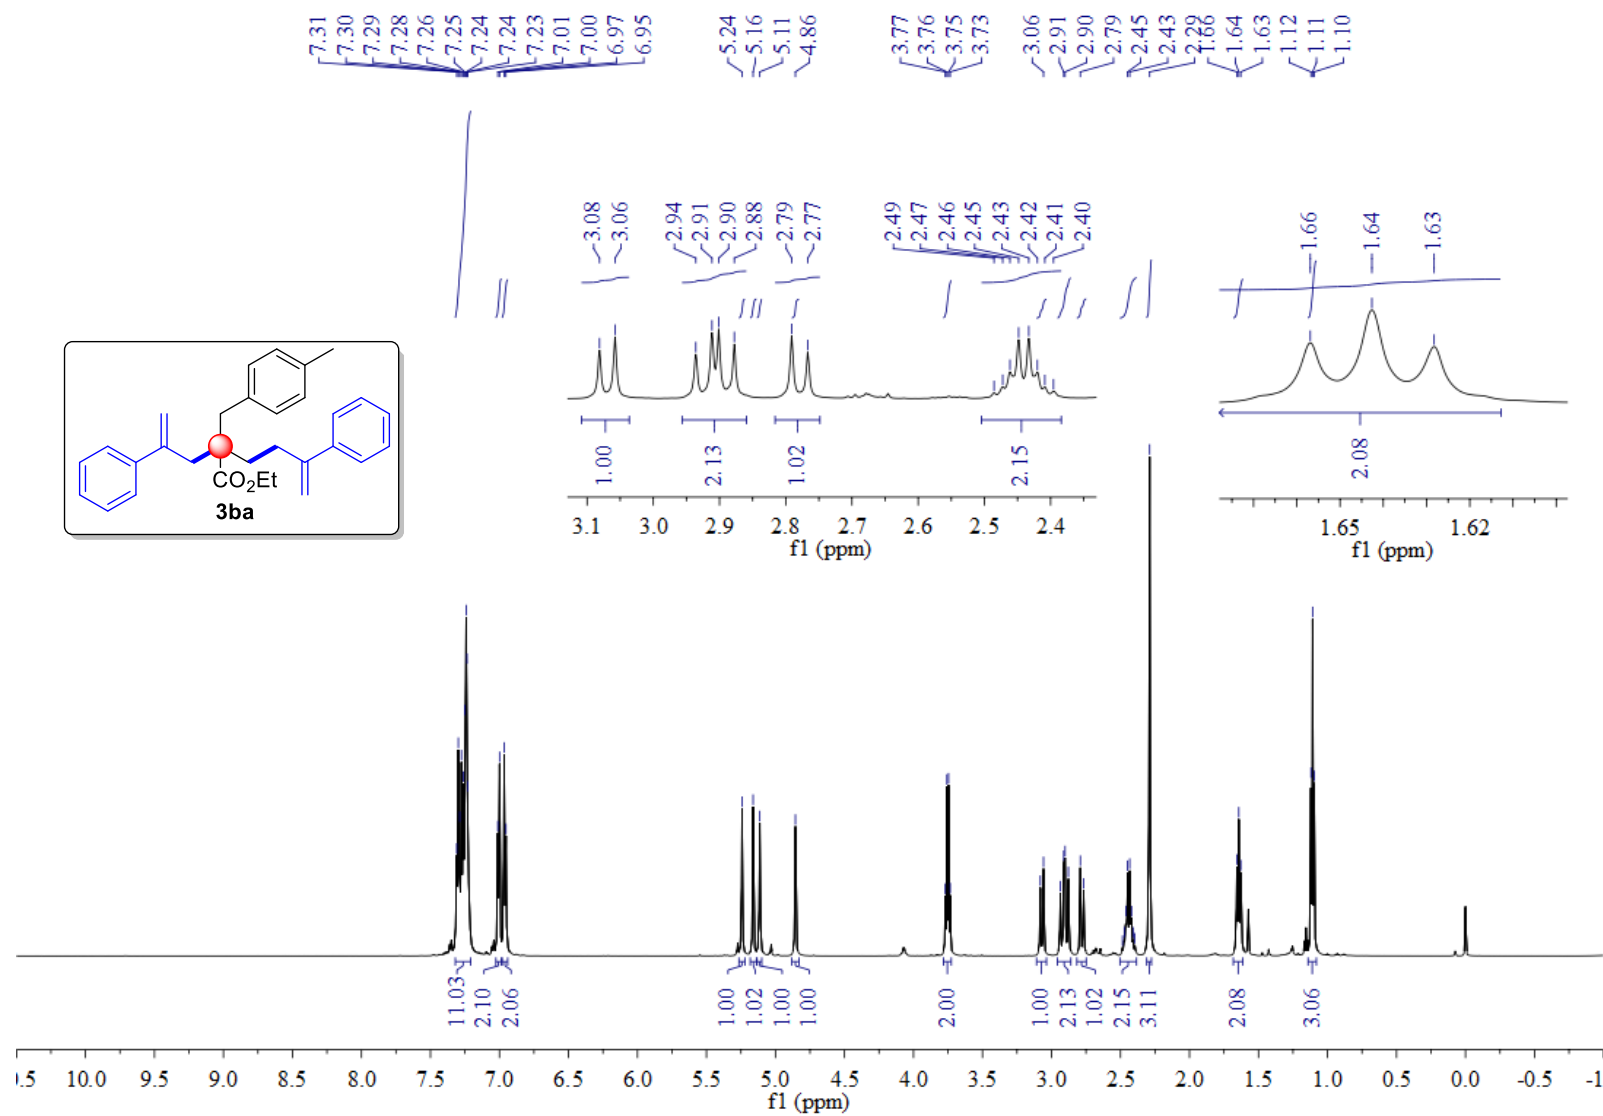 7.31 7.30 7.29 7.28 7.26 7.25 7.24 7.24 7.23 7.01 7.00 6.97 6.95 5.24 5.16 5.11 4.86 3.77 3.76 3.75 3.73 3.06 2.91 2.90 2.79 2.45 2.43 2.29 1.66 1.64 1.63 1.12 1.11 1.10
3.08 3.06 2.94 2.91 2.90 2.88 2.79 2.77 2.49 2.47 2.46 2.45 2.43 2.42 2.41 2.40 1.66 1.64 1.63
1.00 2.13 1.02 2.15 2.08
3.1 3.0 2.9 2.8 2.7 2.6 2.5 2.4 1.65 1.62
f1 (ppm) f1 (ppm)
CO2Et
3ba
11.03 2.10 2.06 1.00 1.02 1.00 1.00 2.00 1.00 2.13 1.02 2.15 3.11 2.08 3.06
).5 10.0 9.5 9.0 8.5 8.0 7.5 7.0 6.5 6.0 5.5 5.0 4.5 4.0 3.5 3.0 2.5 2.0 1.5 1.0 0.5 0.0 -0.5 -1
f1 (ppm)